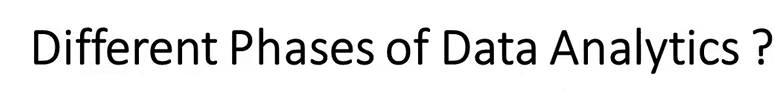 Different Phases of Data Analytics ?